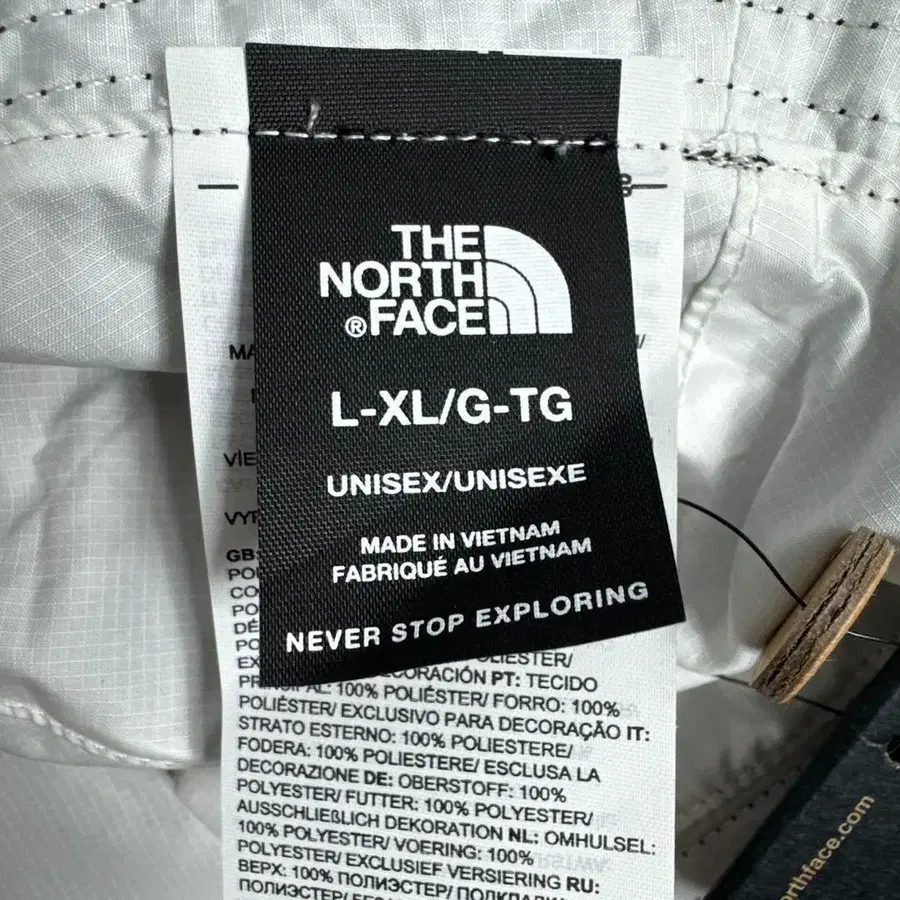 THE
NORTH
® FACE
L-XL/G-TG
UNISEX/UNISEXE
MADE IN VIETNAM
FABRIQUÉ AU VIETNAM
NEVER STOP EXPLORING
GB:
PT: TECIDO
PRINCIPAL: 100% POLIÉSTER/ FORRO: 100%
POLIÉSTER/ EXCLUSIVO PARA DECORAÇÃO IT:
STRATO ESTERNO: 100% POLIESTERE/
FODERA: 100% POLIESTERE/ ESCLUSA LA
DECORAZIONE DE: OBERSTOFF: 100%
POLYESTER/ FUTTER: 100% POLYESTER/
AUSSCHLIEßLICH DEKORATION NL: OMHULSEL:
100% POLYESTER/ VOERING: 100%
POLYESTER/ EXCLUSIEF VERSIERING RU:
ВЕРХ: 100% ПОЛИЭСТЕР/
northface.com